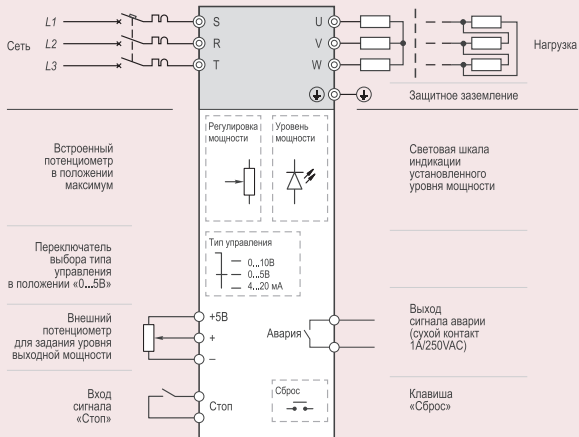 L1
S
U
Сеть
L2
R
V
Нагрузка
L3
T
W
Защитное заземление
Встроенный
потенциометр
в положении
максимум
Регулировка
мощности
Уровень
мощности
Световая шкала
индикации
установленного
уровня мощности
Переключатель
выбора типа
управления
в положении «0...5В»
Тип управления
0...10В
0...5В
4...20 мА
Внешний
потенциометр
для задания уровня
выходной мощности
+5В
+
–
Авария
Выход
сигнала аварии
(сухой контакт
1А/250VAC)
Вход
сигнала
«Стоп»
Стоп
Сброс
Клавиша
«Сброс»